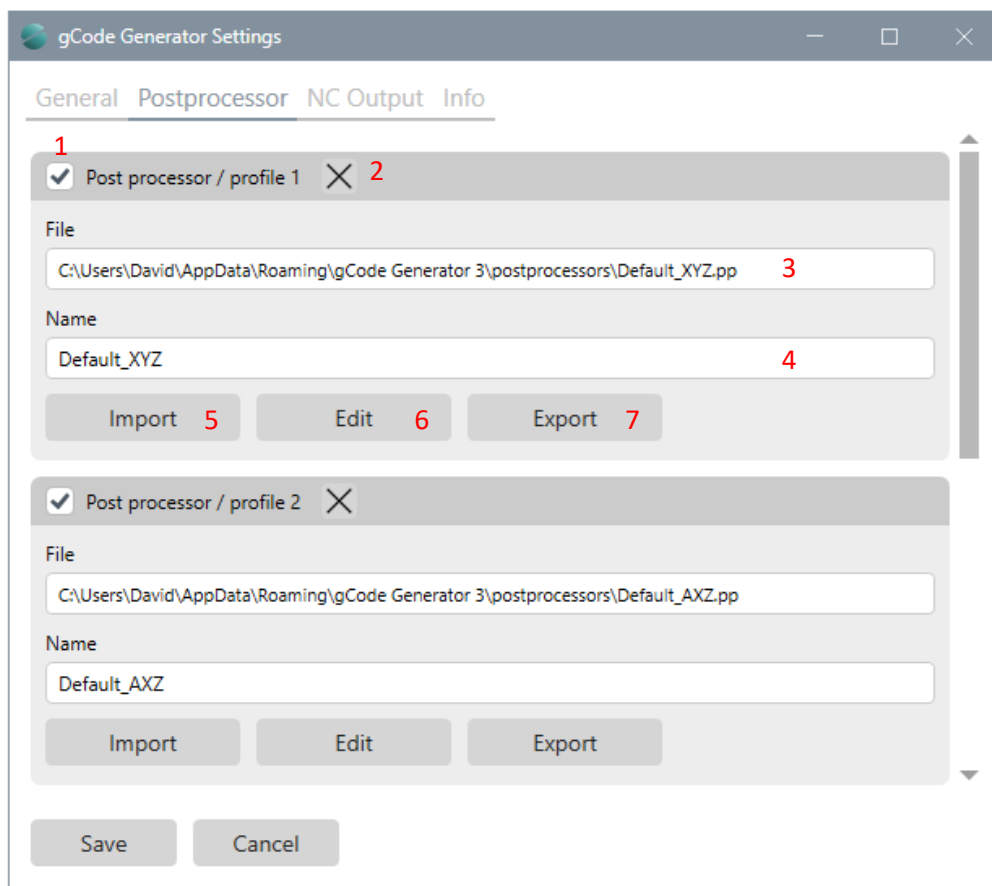 gCode Generator Settings
General Postprocessor NC Output Info
1
Post processor / profile 1 2
File
C:\Users\David\AppData\Roaming\gCode Generator 3\postprocessors\Default_XYZ.pp 3
Name
Default_XYZ 4
Import 5 Edit 6 Export 7
Post processor / profile 2
File
C:\Users\David\AppData\Roaming\gCode Generator 3\postprocessors\Default_AXZ.pp
Name
Default_AXZ
Import Edit Export
Save Cancel